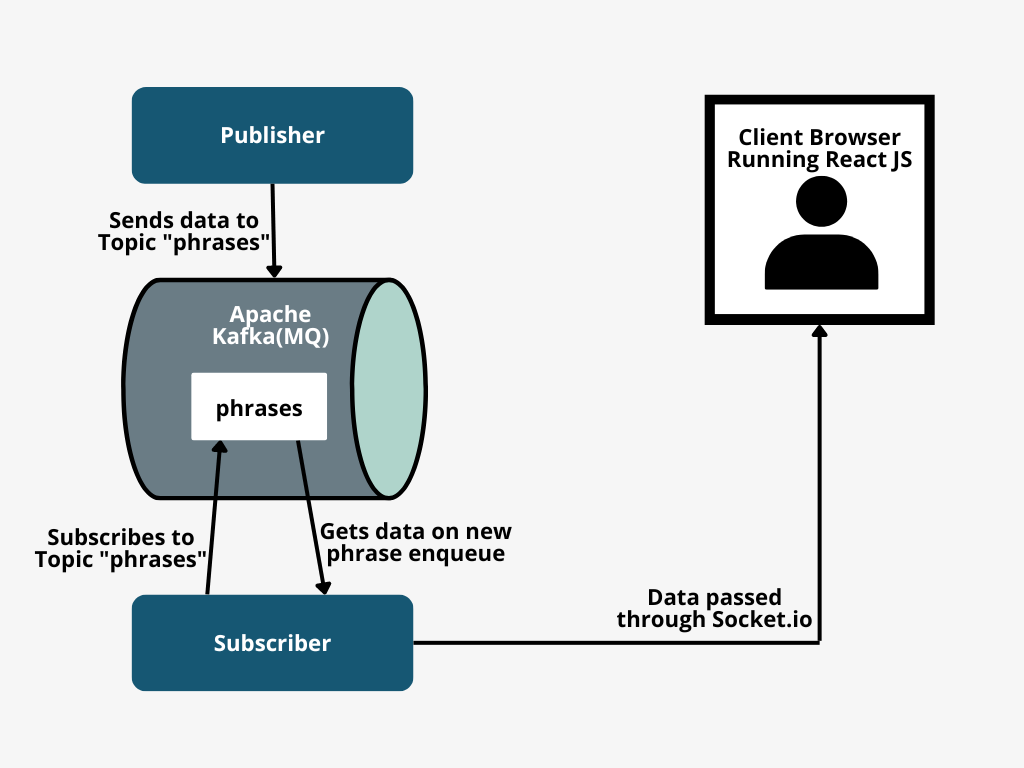 Publisher
Client Browser
Running React JS
Sends data to
Topic "phrases"
Apache
Kafka(MQ)
phrases
Subscribes to
Topic "phrases"
Gets data on new
phrase enqueue
Data passed
through Socket.io
Subscriber